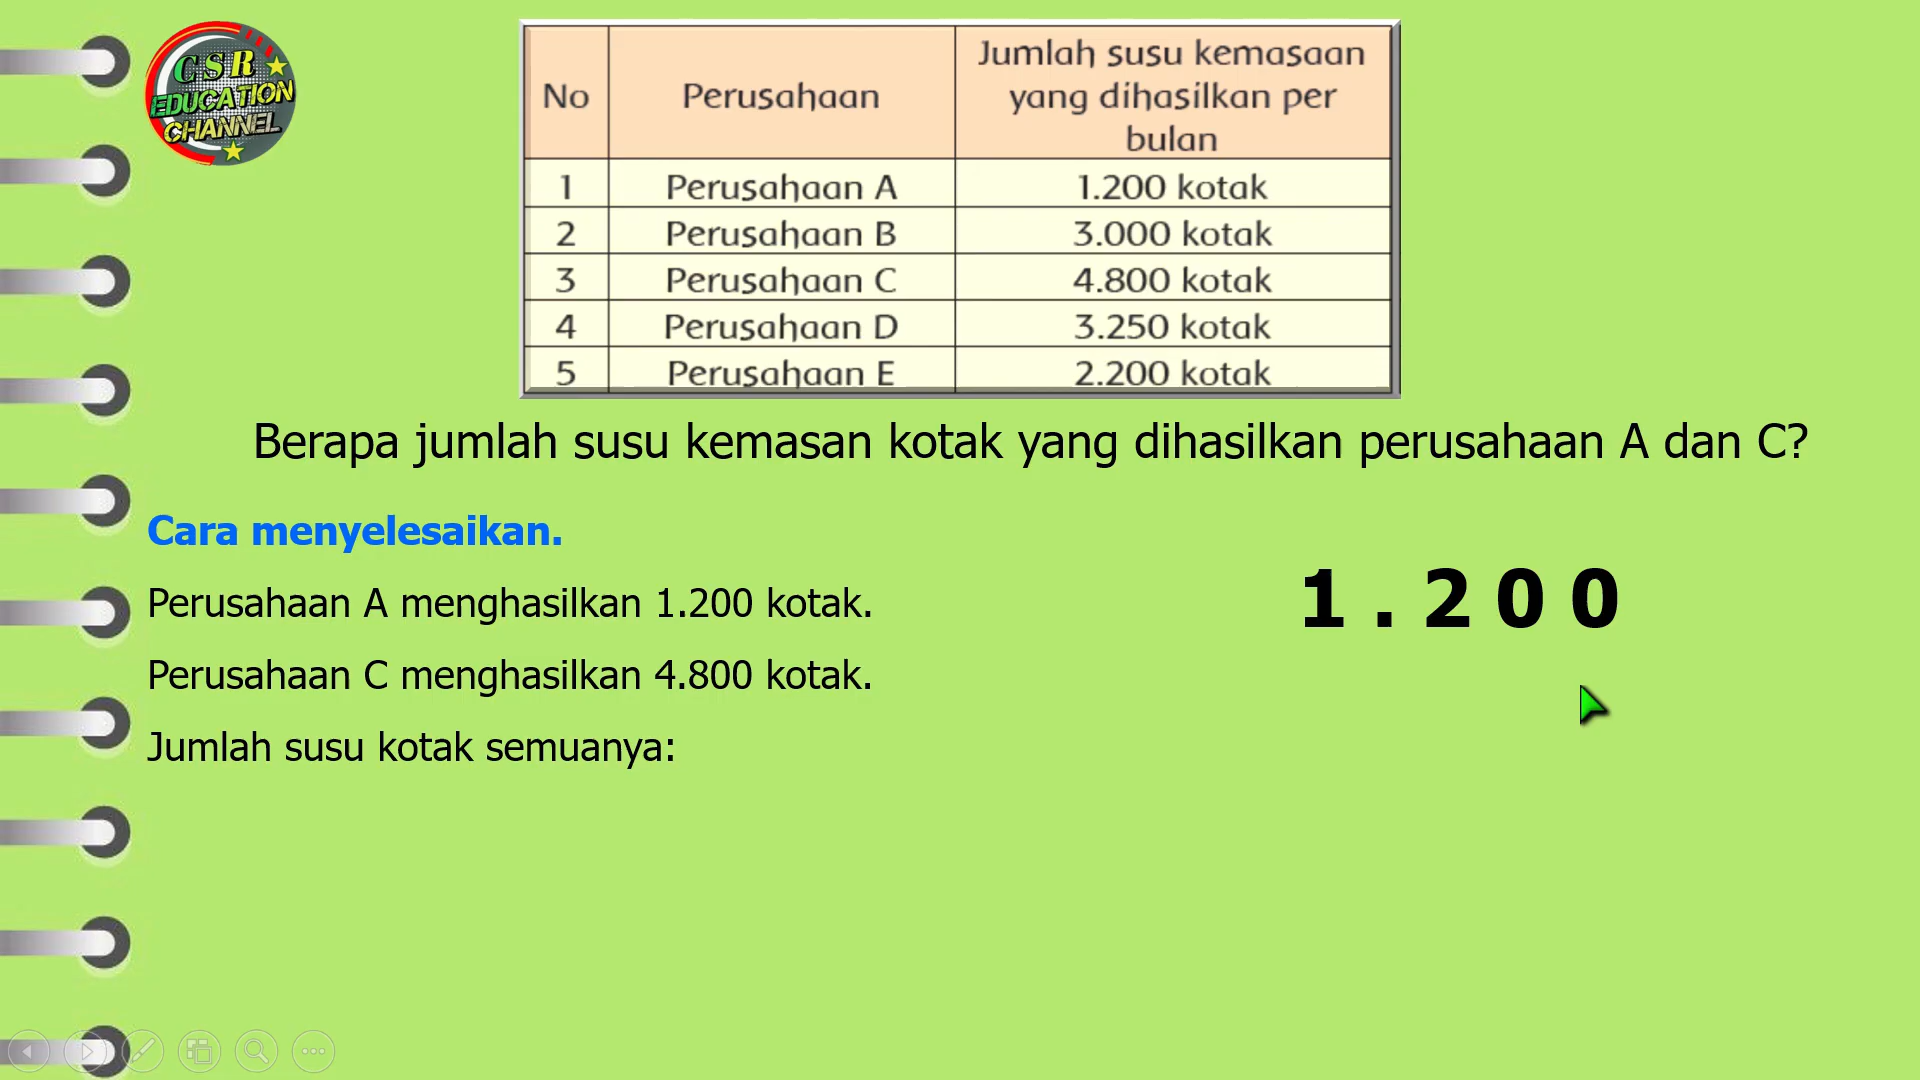 CSR
EDUCATION
CHANNEL
No Perusahaan Jumlah susu kemasaan yang dihasilkan per bulan
1 Perusahaan A 1.200 kotak
2 Perusahaan B 3.000 kotak
3 Perusahaan C 4.800 kotak
4 Perusahaan D 3.250 kotak
5 Perusahaan E 2.200 kotak
Berapa jumlah susu kemasan kotak yang dihasilkan perusahaan A dan C?
Cara menyelesaikan.
Perusahaan A menghasilkan 1.200 kotak.
1 . 2 0 0
Perusahaan C menghasilkan 4.800 kotak.
Jumlah susu kotak semuanya: